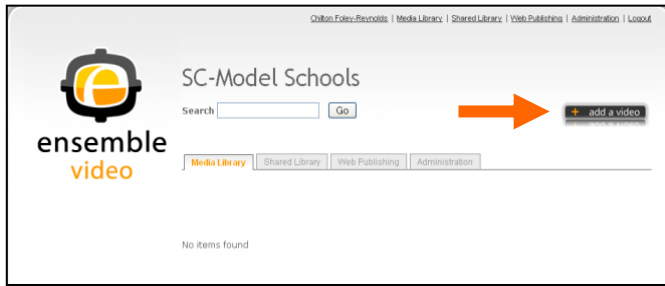 Chilton Foley-Reynolds | Media Library | Shared Library | Web Publishing | Administration | Logout
SC-Model Schools
Search Go
+ add a video
e
ensemble
video
Media Library Shared Library Web Publishing Administration
No items found